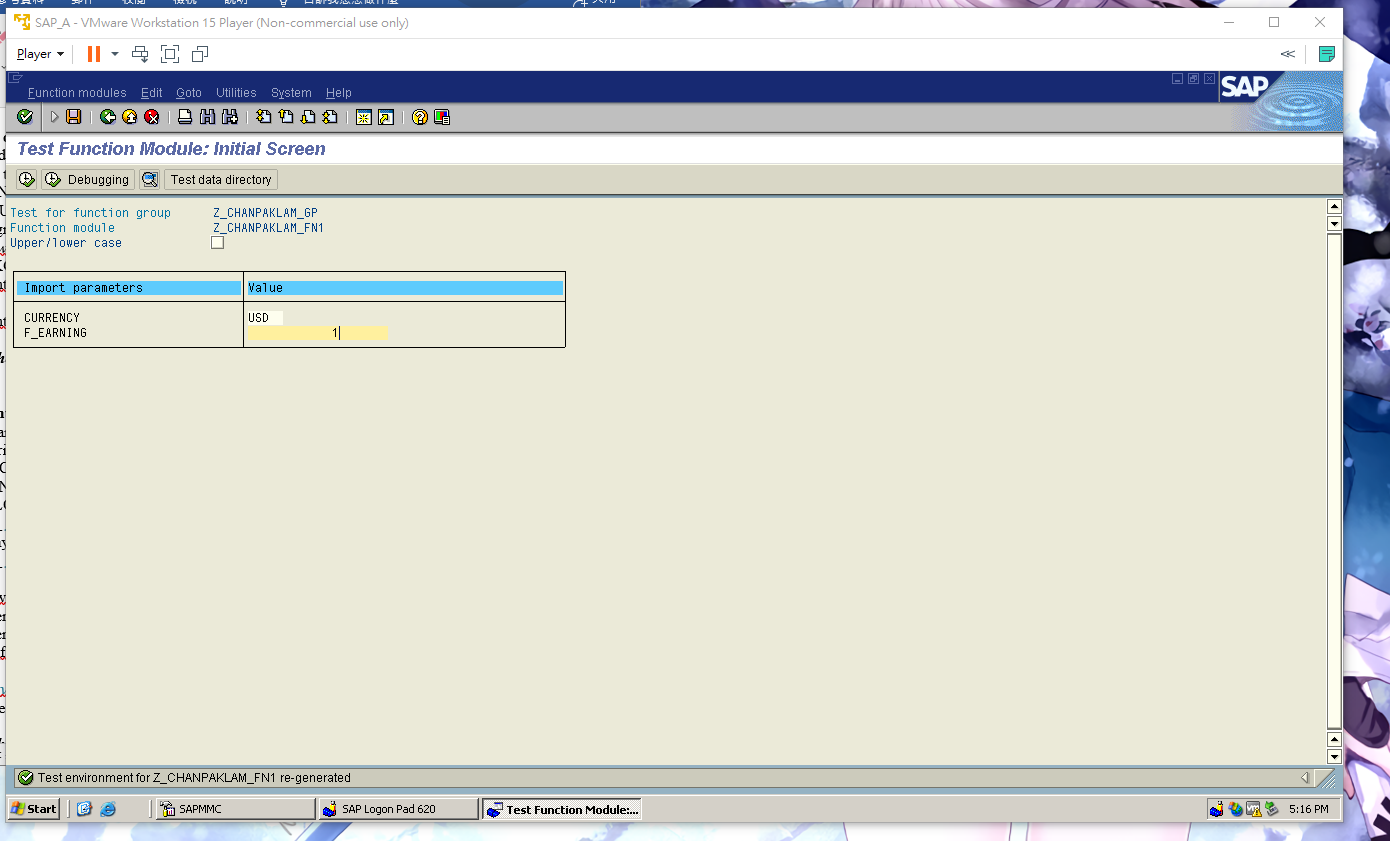 SAP_A - VMware Workstation 15 Player (Non-commercial use only)
Player
Function modules Edit Goto Utilities System Help
SAP
Test Function Module: Initial Screen
Debugging Test data directory
Test for function group Z_CHANPAKLAM_GP
Function module Z_CHANPAKLAM_FN1
Upper/lower case
Import parameters Value
CURRENCY USD
F_EARNING 1
Test environment for Z_CHANPAKLAM_FN1 re-generated
Start SAPMMC SAP Logon Pad 620 Test Function Module:... 5:16 PM